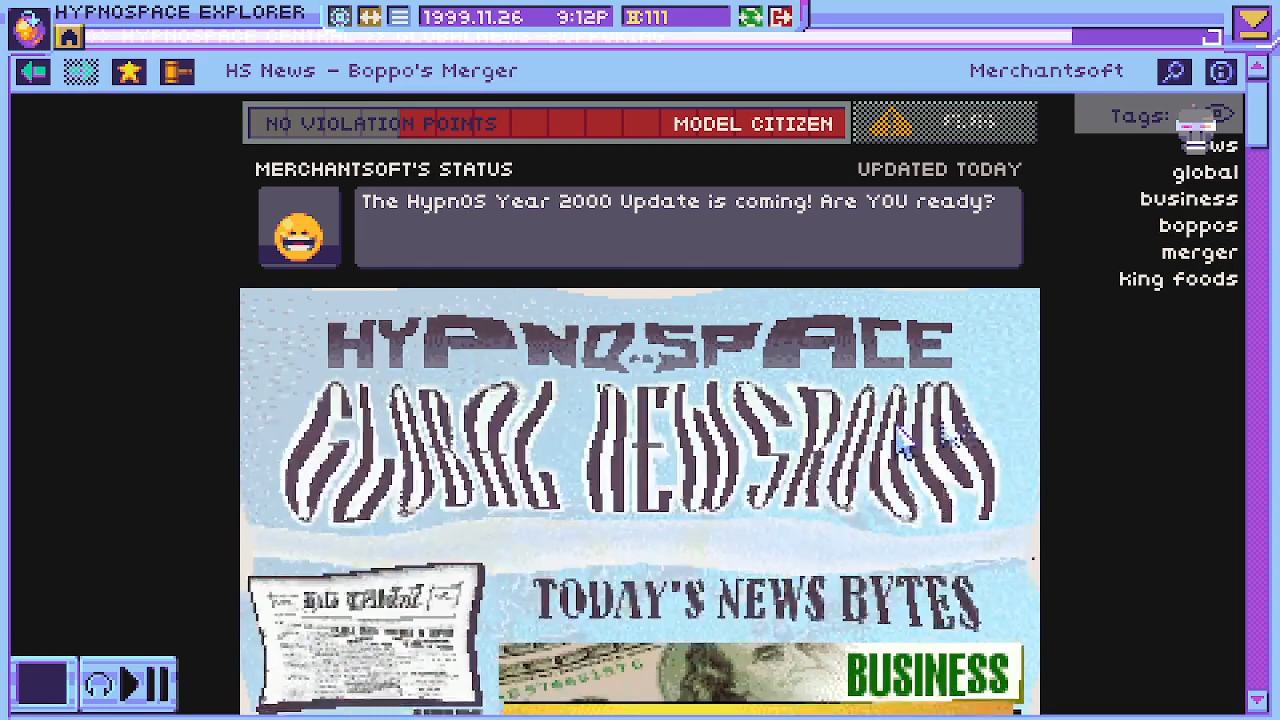 HYPNOSPACE EXPLORER
1999.11.26 9:12P
111
HS News - Boppo's Merger
Merchantsoft
NO VIOLATION POINTS
MODEL CITIZEN
Tags:
ws
global
business
boppos
merger
king foods
MERCHANTSOFT'S STATUS
UPDATED TODAY
The HypnOS Year 2000 Update is coming! Are YOU ready?
HYPNOSPACE
GLOBAL NEWSROOM
TODAY'S NEWS BYTES
BUSINESS